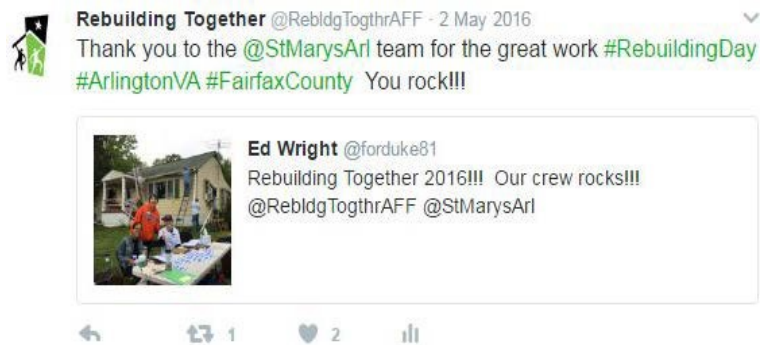 Rebuilding Together @RebldgTogthrAFF · 2 May 2016
Thank you to the @StMarysArl team for the great work #RebuildingDay
#ArlingtonVA #FairfaxCounty You rock!!!
Ed Wright @forduke81
Rebuilding Together 2016!!! Our crew rocks!!!
@RebldgTogthrAFF @StMarysArl
1 2